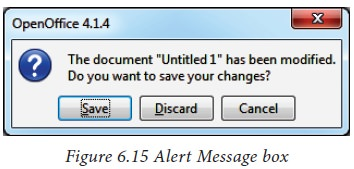 OpenOffice 4.1.4
The document "Untitled 1" has been modified.
Do you want to save your changes?
Save Discard Cancel
Figure 6.15 Alert Message box